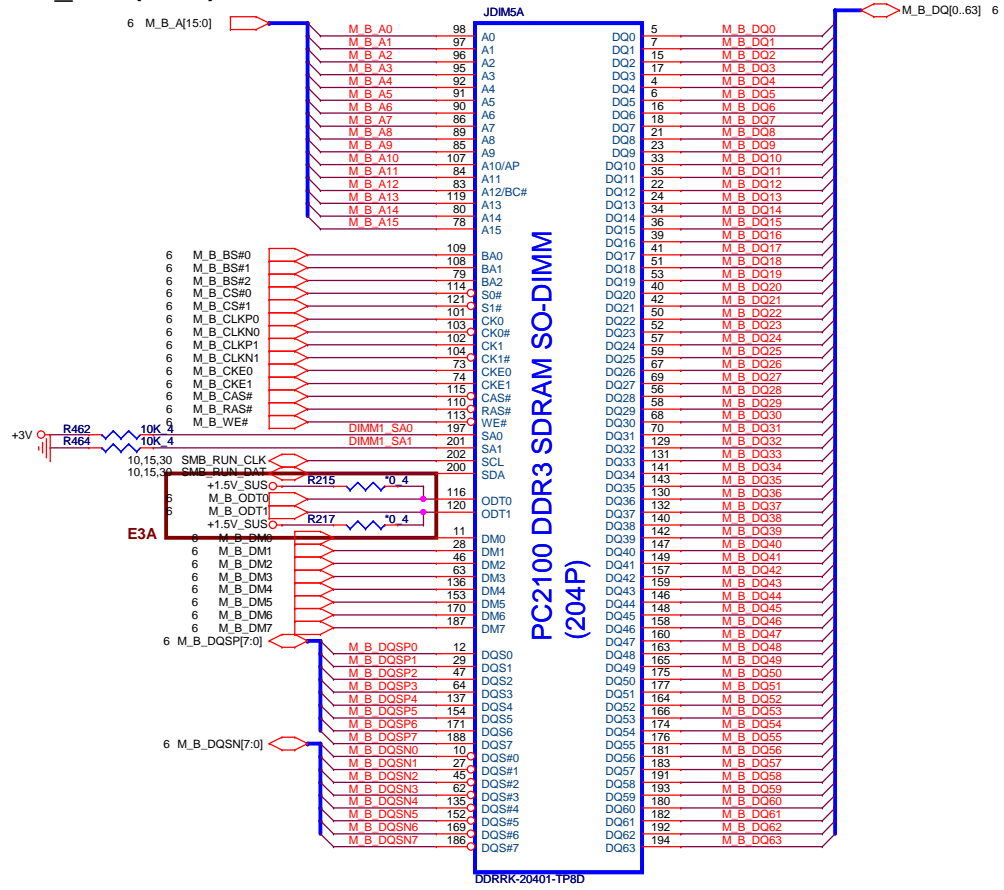 JDIM5A
6 M_B_A[15:0]
M_B_A0 98 A0
M_B_A1 97 A1
M_B_A2 96 A2
M_B_A3 95 A3
M_B_A4 92 A4
M_B_A5 91 A5
M_B_A6 90 A6
M_B_A7 86 A7
M_B_A8 89 A8
M_B_A9 85 A9
M_B_A10 107 A10/AP
M_B_A11 84 A11
M_B_A12 83 A12/BC#
M_B_A13 119 A13
M_B_A14 80 A14
M_B_A15 78 A15
6 M_B_BS#0 109 BA0
6 M_B_BS#1 108 BA1
6 M_B_BS#2 79 BA2
6 M_B_CS#0 114 S0#
6 M_B_CS#1 121 S1#
6 M_B_CLKP0 101 CK0
6 M_B_CLKN0 103 CK0#
6 M_B_CLKP1 102 CK1
6 M_B_CLKN1 104 CK1#
6 M_B_CKE0 73 CKE0
6 M_B_CKE1 74 CKE1
6 M_B_CAS# 115 CAS#
6 M_B_RAS# 110 RAS#
6 M_B_WE# 113 WE#
+3V R462 10K_4 DIMM1_SA0 197 SA0
R464 10K_4 DIMM1_SA1 201 SA1
10,15,30 SMB_RUN_CLK 202 SCL
10,15,30 SMB_RUN_DAT 200 SDA
+1.5V_SUS R215 *0_4
6 M_B_ODT0 116 ODT0
6 M_B_ODT1 120 ODT1
+1.5V_SUS R217 *0_4
E3A
6 M_B_DM0 11 DM0
6 M_B_DM1 28 DM1
6 M_B_DM2 46 DM2
6 M_B_DM3 63 DM3
6 M_B_DM4 136 DM4
6 M_B_DM5 153 DM5
6 M_B_DM6 170 DM6
6 M_B_DM7 187 DM7
6 M_B_DQSP[7:0]
M_B_DQSP0 12 DQS0
M_B_DQSP1 29 DQS1
M_B_DQSP2 47 DQS2
M_B_DQSP3 64 DQS3
M_B_DQSP4 137 DQS4
M_B_DQSP5 154 DQS5
M_B_DQSP6 171 DQS6
M_B_DQSP7 188 DQS7
6 M_B_DQSN[7:0]
M_B_DQSN0 10 DQS#0
M_B_DQSN1 27 DQS#1
M_B_DQSN2 45 DQS#2
M_B_DQSN3 62 DQS#3
M_B_DQSN4 135 DQS#4
M_B_DQSN5 152 DQS#5
M_B_DQSN6 169 DQS#6
M_B_DQSN7 186 DQS#7
PC2100 DDR3 SDRAM SO-DIMM
(204P)
M_B_DQ[0..63] 6
DQ0 5 M_B_DQ0
DQ1 7 M_B_DQ1
DQ2 15 M_B_DQ2
DQ3 17 M_B_DQ3
DQ4 4 M_B_DQ4
DQ5 6 M_B_DQ5
DQ6 16 M_B_DQ6
DQ7 18 M_B_DQ7
DQ8 21 M_B_DQ8
DQ9 23 M_B_DQ9
DQ10 33 M_B_DQ10
DQ11 35 M_B_DQ11
DQ12 22 M_B_DQ12
DQ13 24 M_B_DQ13
DQ14 34 M_B_DQ14
DQ15 36 M_B_DQ15
DQ16 39 M_B_DQ16
DQ17 41 M_B_DQ17
DQ18 51 M_B_DQ18
DQ19 53 M_B_DQ19
DQ20 40 M_B_DQ20
DQ21 42 M_B_DQ21
DQ22 50 M_B_DQ22
DQ23 52 M_B_DQ23
DQ24 57 M_B_DQ24
DQ25 59 M_B_DQ25
DQ26 67 M_B_DQ26
DQ27 69 M_B_DQ27
DQ28 56 M_B_DQ28
DQ29 58 M_B_DQ29
DQ30 68 M_B_DQ30
DQ31 70 M_B_DQ31
DQ32 129 M_B_DQ32
DQ33 131 M_B_DQ33
DQ34 141 M_B_DQ34
DQ35 143 M_B_DQ35
DQ36 130 M_B_DQ36
DQ37 132 M_B_DQ37
DQ38 140 M_B_DQ38
DQ39 142 M_B_DQ39
DQ40 147 M_B_DQ40
DQ41 149 M_B_DQ41
DQ42 157 M_B_DQ42
DQ43 159 M_B_DQ43
DQ44 146 M_B_DQ44
DQ45 148 M_B_DQ45
DQ46 158 M_B_DQ46
DQ47 160 M_B_DQ47
DQ48 163 M_B_DQ48
DQ49 165 M_B_DQ49
DQ50 175 M_B_DQ50
DQ51 177 M_B_DQ51
DQ52 164 M_B_DQ52
DQ53 166 M_B_DQ53
DQ54 174 M_B_DQ54
DQ55 176 M_B_DQ55
DQ56 181 M_B_DQ56
DQ57 183 M_B_DQ57
DQ58 191 M_B_DQ58
DQ59 193 M_B_DQ59
DQ60 180 M_B_DQ60
DQ61 182 M_B_DQ61
DQ62 192 M_B_DQ62
DQ63 194 M_B_DQ63
DDRRK-20401-TP8D